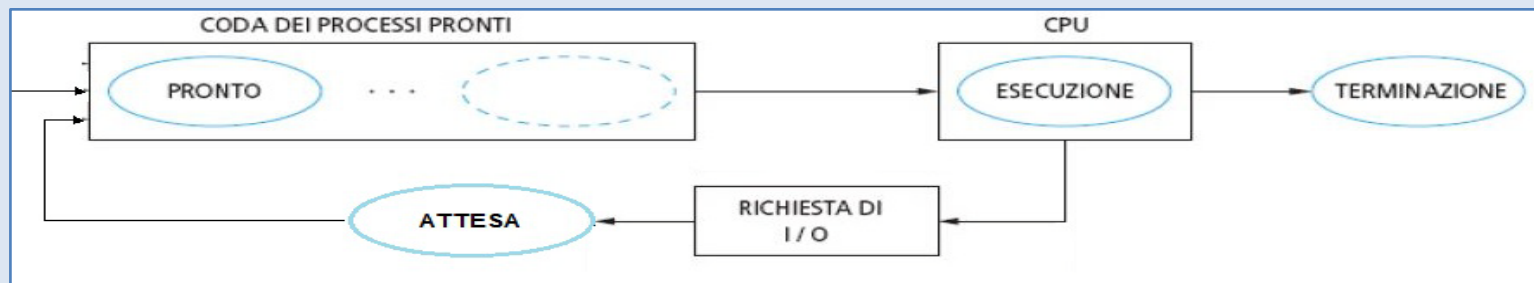 CODA DEI PROCESSI PRONTI
CPU
PRONTO
. . .
ESECUZIONE
TERMINAZIONE
ATTESA
RICHIESTA DI
I / O